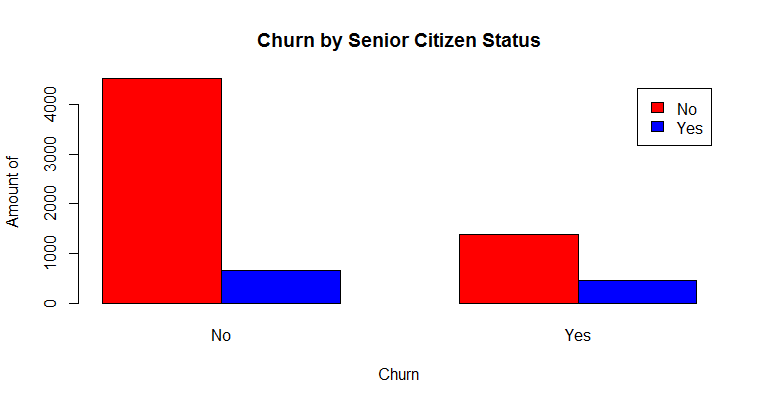 Churn by Senior Citizen Status
No
Yes
Amount of
4000
3000
2000
1000
0
No
Yes
Churn